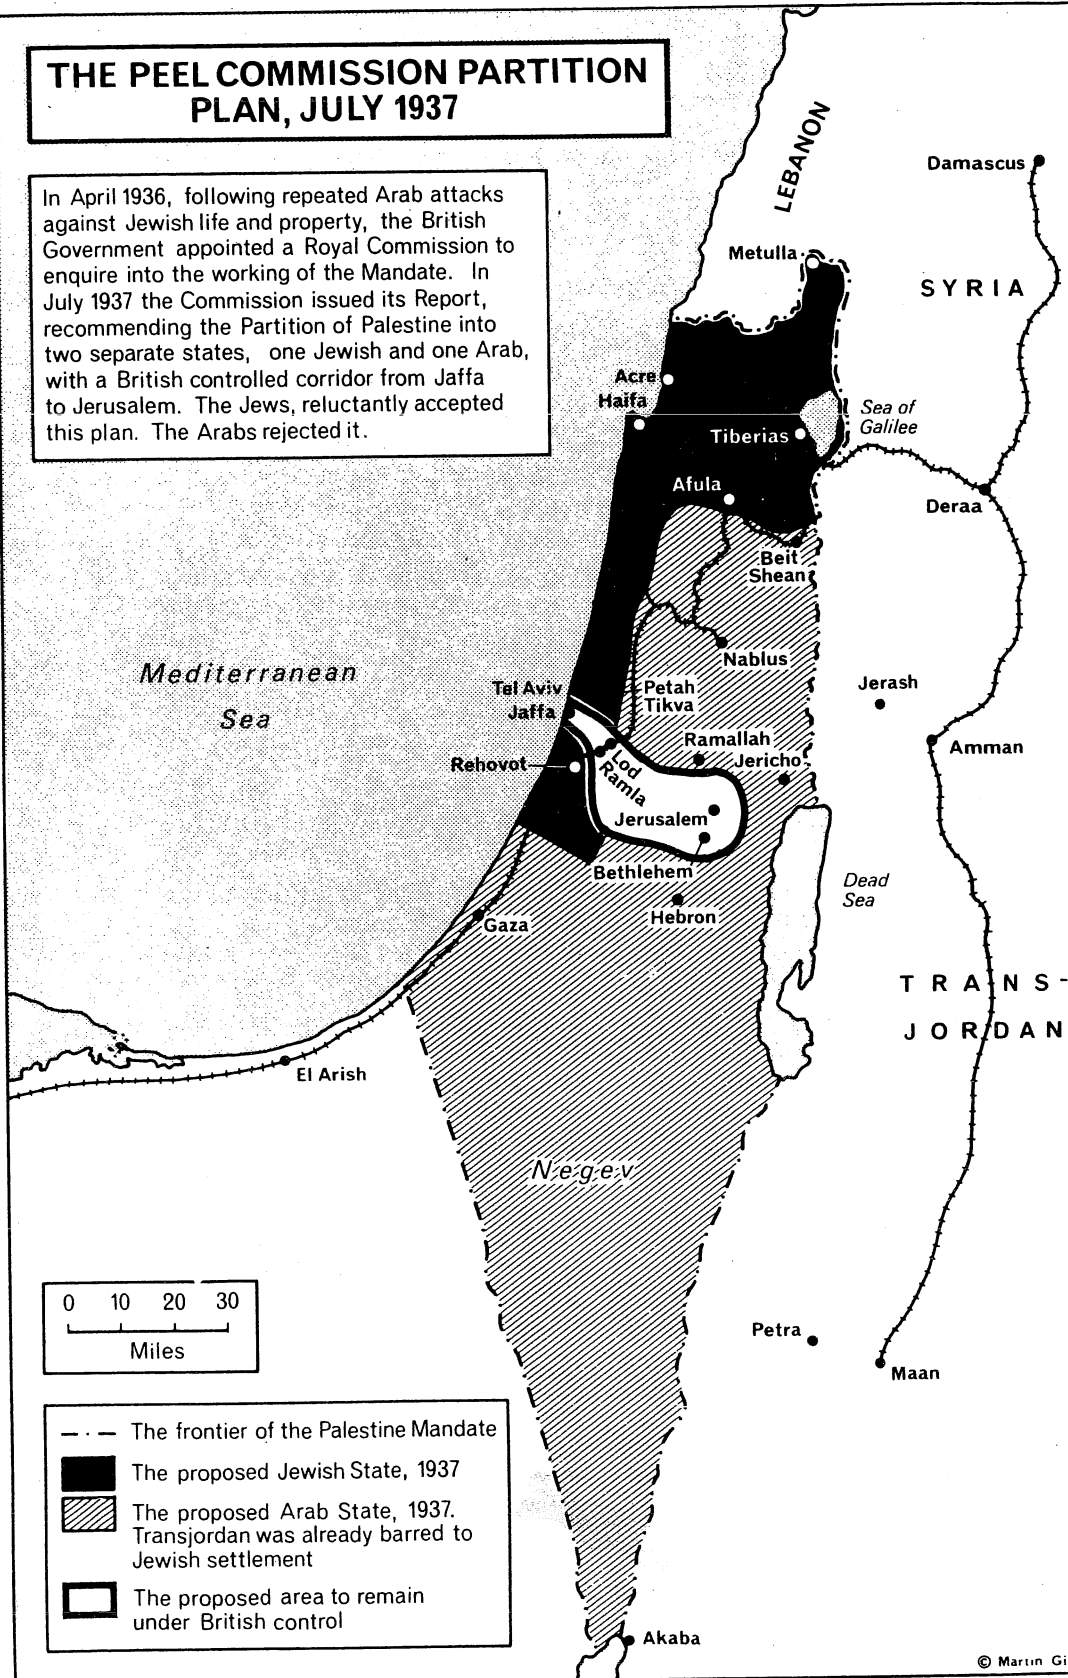 THE PEEL COMMISSION PARTITION
PLAN, JULY 1937
In April 1936, following repeated Arab attacks
against Jewish life and property, the British
Government appointed a Royal Commission to
enquire into the working of the Mandate. In
July 1937 the Commission issued its Report,
recommending the Partition of Palestine into
two separate states, one Jewish and one Arab,
with a British controlled corridor from Jaffa
to Jerusalem. The Jews, reluctantly accepted
this plan. The Arabs rejected it.
LEBANON
Damascus
Metulla
SYRIA
Acre
Haifa
Sea of
Galilee
Tiberias
Afula
Deraa
Beit
Shean
Mediterranean
Sea
Nablus
Tel Aviv
Jaffa
Petah
Tikva
Jerash
Ramallah
Jericho
Amman
Rehovot
Lod
Ramla
Jerusalem
Bethlehem
Dead
Sea
Hebron
Gaza
TRANS-
JORDAN
El Arish
Negev
0 10 20 30
Miles
Petra
Maan
The frontier of the Palestine Mandate
The proposed Jewish State, 1937
The proposed Arab State, 1937.
Transjordan was already barred to
Jewish settlement
The proposed area to remain
under British control
Akaba
© Martin Gi